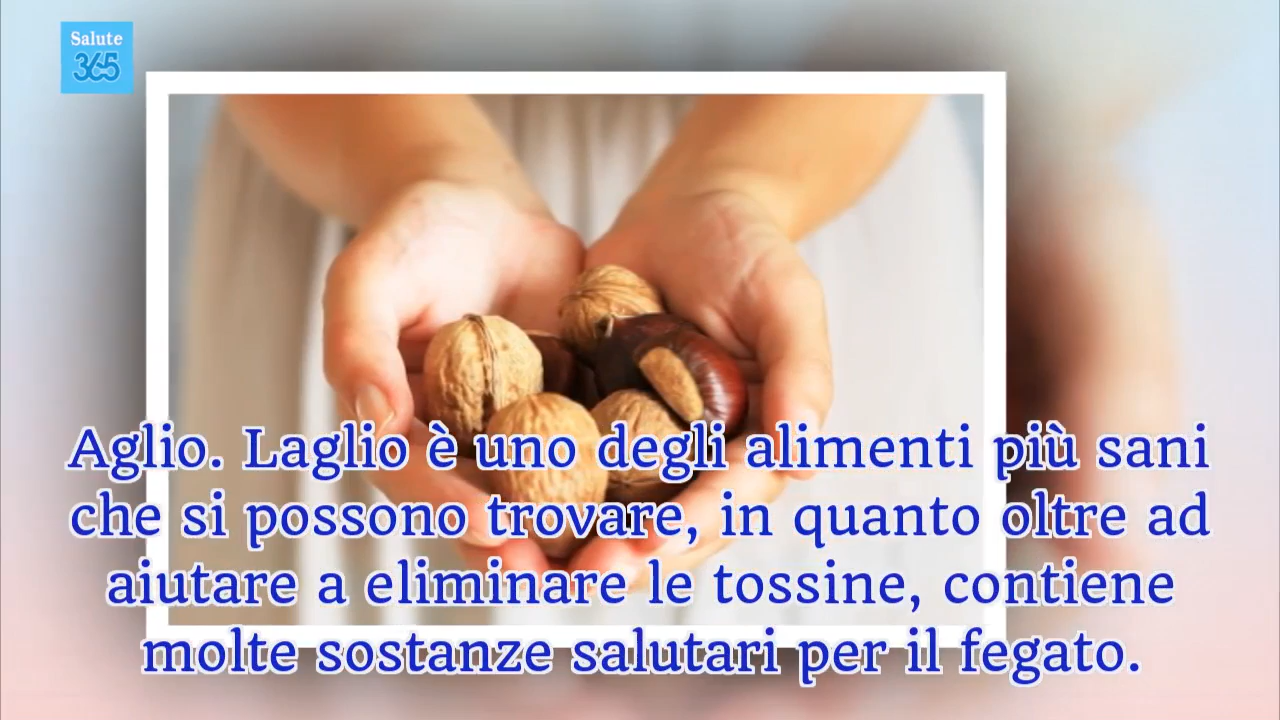 Salute
365
Aglio. Laglio è uno degli alimenti più sani
che si possono trovare, in quanto oltre ad
aiutare a eliminare le tossine, contiene
molte sostanze salutari per il fegato.